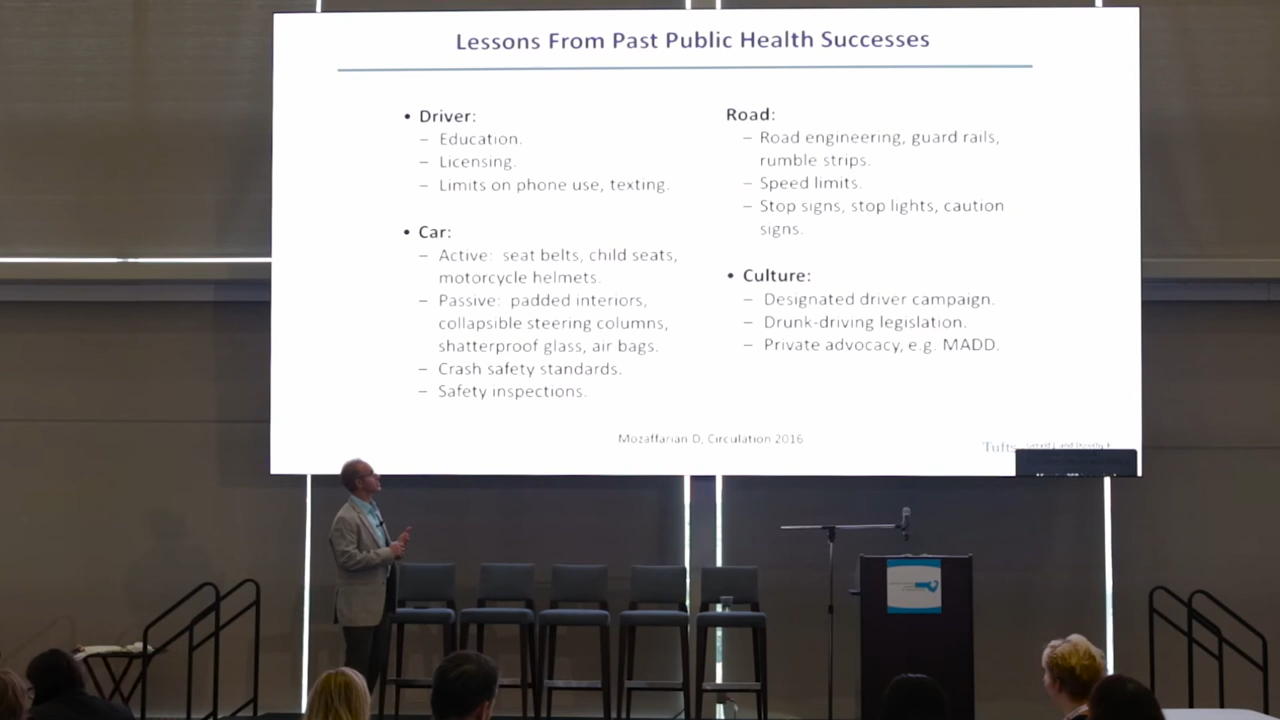 Lessons From Past Public Health Successes
• Driver:
– Education.
– Licensing.
– Limits on phone use, texting.
• Car:
– Active: seat belts, child seats,
motorcycle helmets.
– Passive: padded interiors,
collapsible steering columns,
shatterproof glass, air bags.
– Crash safety standards.
– Safety inspections.
Road:
– Road engineering, guard rails,
rumble strips.
– Speed limits.
– Stop signs, stop lights, caution
signs.
• Culture:
– Designated driver campaign.
– Drunk-driving legislation.
– Private advocacy, e.g. MADD.
Mozaffarian D, Circulation 2016
Tufts